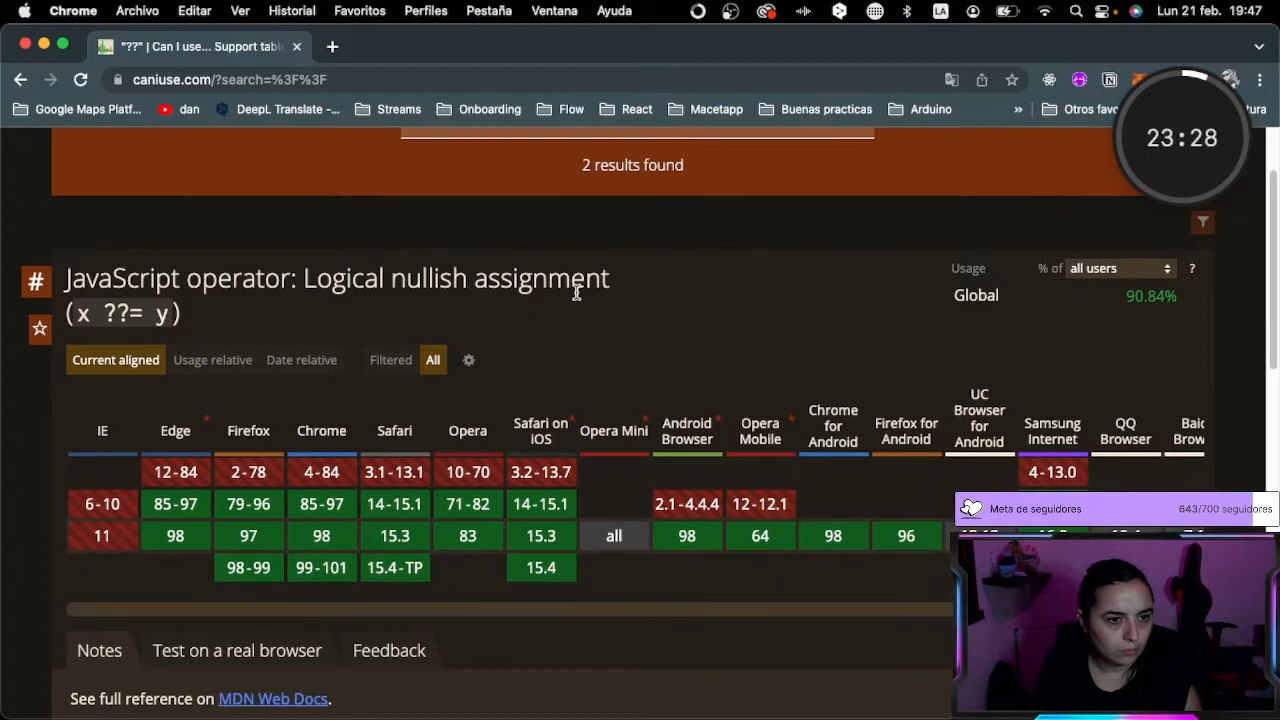 Chrome Archivo Editar Ver Historial Favoritos Perfiles Pestaña Ventana Ayuda LA Lun 21 feb. 19:47
"??" | Can I use... Support table
caniuse.com/?search=%3F%3F
Google Maps Platf... dan DeepL Translate -... Streams Onboarding Flow React Macetapp Buenas practicas Arduino » Otros favo
23:28
2 results found
# JavaScript operator: Logical nullish assignment
(x ??= y)
Usage % of all users ?
Global 90.84%
Current aligned Usage relative Date relative Filtered All
IE Edge * Firefox Chrome Safari Opera Safari on iOS * Opera Mini * Android Browser * Opera Mobile * Chrome for Android Firefox for Android UC Browser for Android Samsung Internet QQ Browser
12-84 2-78 4-84 3.1-13.1 10-70 3.2-13.7 4-13.0
6-10 85-97 79-96 85-97 14-15.1 71-82 14-15.1 2.1-4.4.4 12-12.1
11 98 97 98 15.3 83 15.3 all 98 64 98 96
98-99 99-101 15.4-TP 15.4
Meta de seguidores 643/700 seguidores
Notes Test on a real browser Feedback
See full reference on MDN Web Docs.